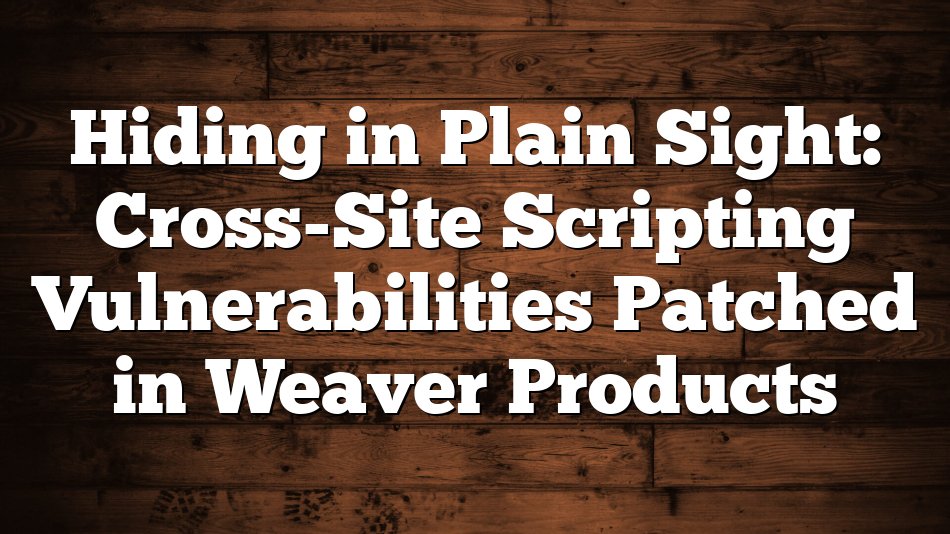 Hiding in Plain Sight:
Cross-Site Scripting
Vulnerabilities Patched
in Weaver Products